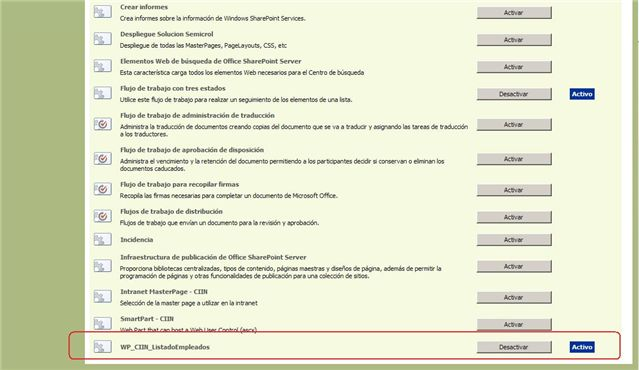 Crear informes
Crea informes sobre la información de Windows SharePoint Services.
Activar
Despliegue Solucion Semicrol
Despliegue de todas las MasterPages, PageLayouts, CSS, etc
Activar
Elementos Web de búsqueda de Office SharePoint Server
Esta característica carga todos los elementos Web necesarios para el Centro de búsqueda
Activar
Flujo de trabajo con tres estados
Utilice este flujo de trabajo para realizar un seguimiento de los elementos de una lista.
Desactivar
Activo
Flujo de trabajo de administración de traducción
Administra la traducción de documentos creando copias del documento que se va a traducir y asignando las tareas de traducción
a los traductores.
Activar
Flujo de trabajo de aprobación de disposición
Administra el vencimiento y la retención del documento permitiendo a los participantes decidir si conservan o eliminan los
documentos caducados.
Activar
Flujo de trabajo para recopilar firmas
Recopila las firmas necesarias para completar un documento de Microsoft Office.
Activar
Flujos de trabajo de distribución
Flujos de trabajo que envían un documento para la revisión y aprobación.
Activar
Incidencia
Activar
Infraestructura de publicación de Office SharePoint Server
Proporciona bibliotecas centralizadas, tipos de contenido, páginas maestras y diseños de página, además de permitir la
programación de páginas y otras funcionalidades de publicación para una colección de sitios.
Activar
Intranet MasterPage - CIIN
Selección de la master page a utilizar en la intranet
Activar
SmartPart - CIIN
Web Part that can host a Web User Control (ascx)
Activar
WP_CIIN_ListadoEmpleados
Desactivar
Activo